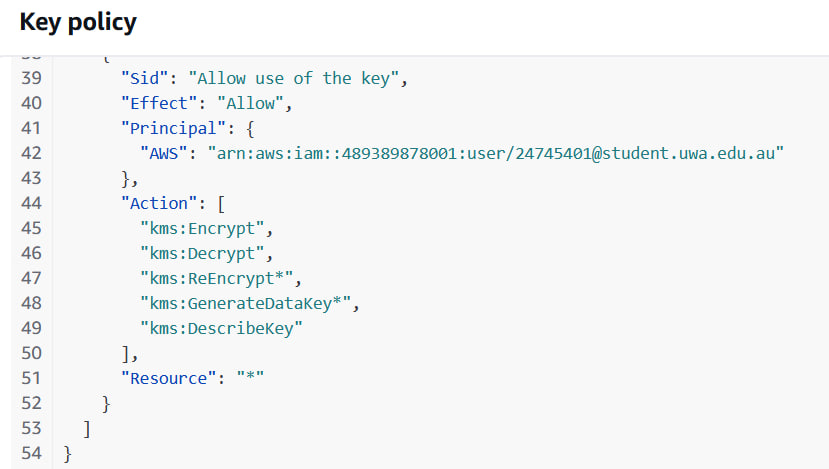 Key policy
38 {
39 "Sid": "Allow use of the key",
40 "Effect": "Allow",
41 "Principal": {
42 "AWS": "arn:aws:iam::489389878001:user/24745401@student.uwa.edu.au"
43 },
44 "Action": [
45 "kms:Encrypt",
46 "kms:Decrypt",
47 "kms:ReEncrypt*",
48 "kms:GenerateDataKey*",
49 "kms:DescribeKey"
50 ],
51 "Resource": "*"
52 }
53 ]
54 }